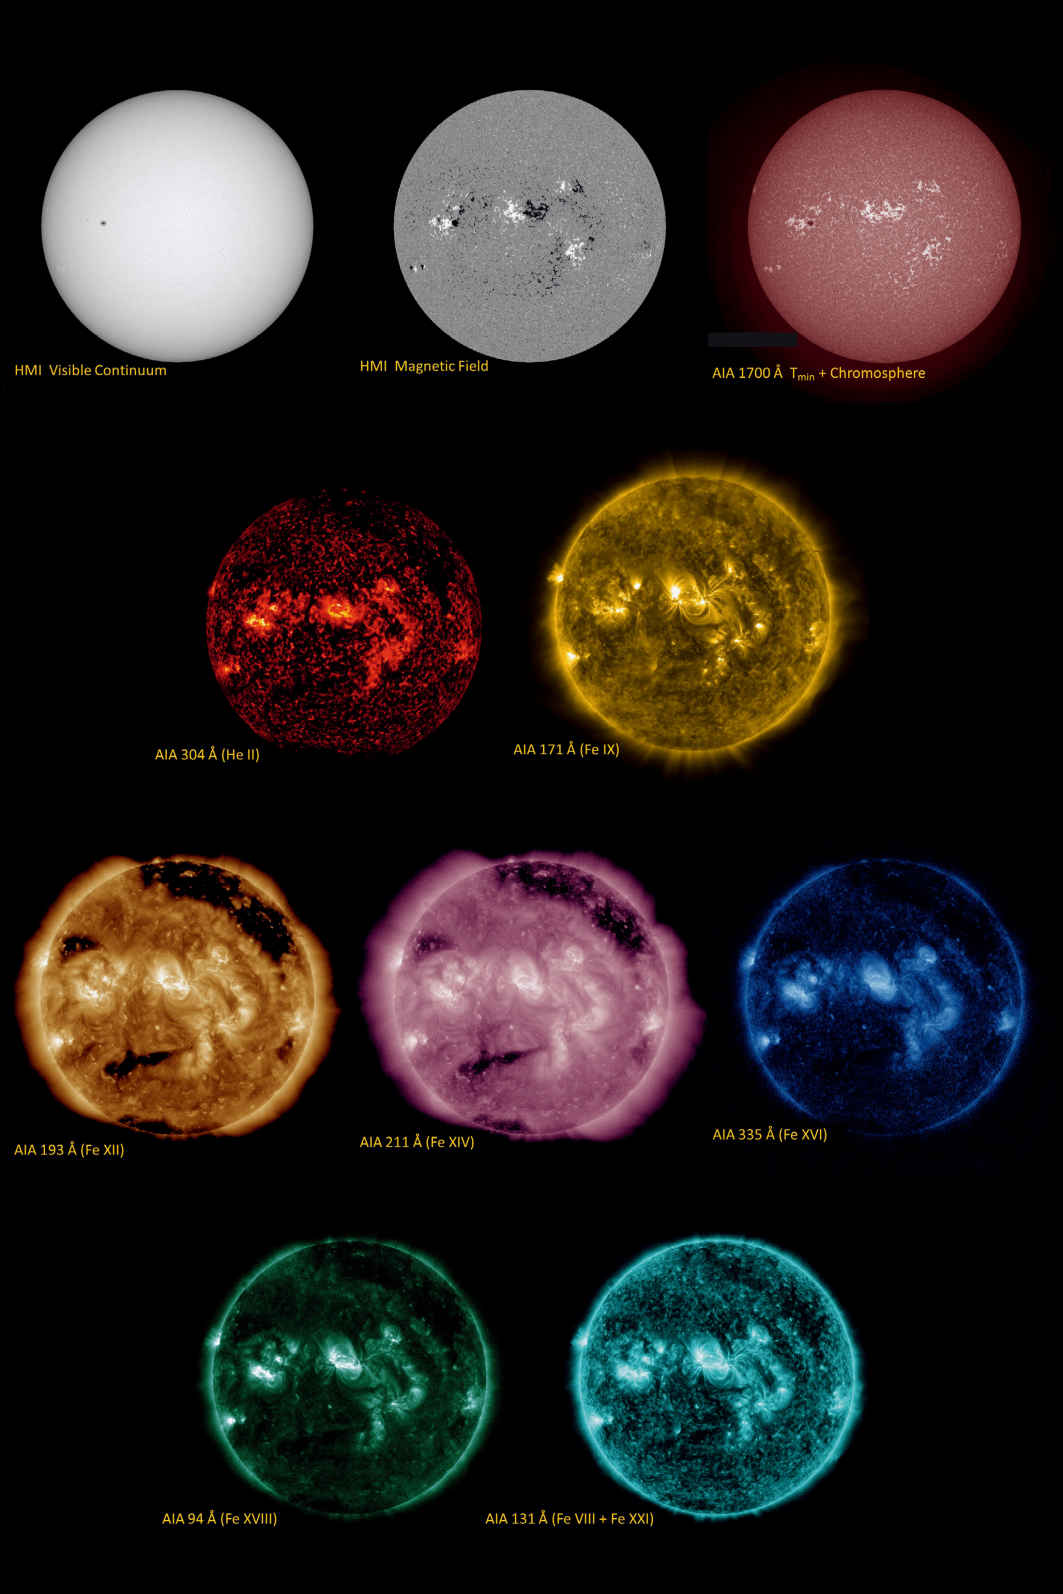 HMI  Visible Continuum
HMI  Magnetic Field
AIA 1700 Å  Tmin + Chromosphere
AIA 304 Å (He II)
AIA 171 Å (Fe IX)
AIA 193 Å (Fe XII)
AIA 211 Å (Fe XIV)
AIA 335 Å (Fe XVI)
AIA 94 Å (Fe XVIII)
AIA 131 Å (Fe VIII + Fe XXI)